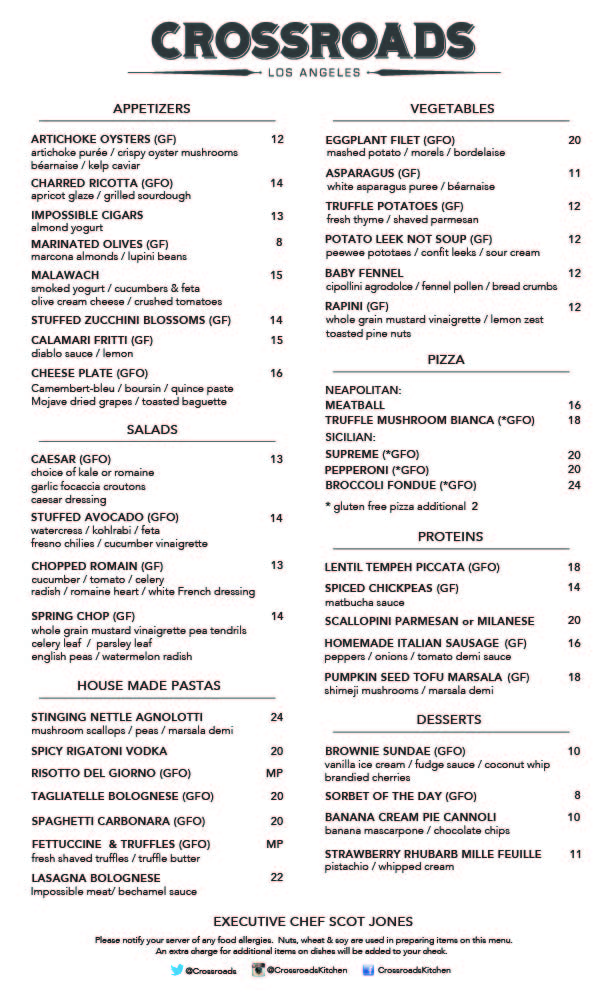 CROSSROADS
LOS ANGELES
APPETIZERS
ARTICHOKE OYSTERS (GF) 12
artichoke purée / crispy oyster mushrooms
béarnaise / kelp caviar
CHARRED RICOTTA (GFO) 14
apricot glaze / grilled sourdough
IMPOSSIBLE CIGARS 13
almond yogurt
MARINATED OLIVES (GF) 8
marcona almonds / lupini beans
MALAWACH 15
smoked yogurt / cucumbers & feta
olive cream cheese / crushed tomatoes
STUFFED ZUCCHINI BLOSSOMS (GF) 14
CALAMARI FRITTI (GF) 15
diablo sauce / lemon
CHEESE PLATE (GFO) 16
Camembert-bleu / boursin / quince paste
Mojave dried grapes / toasted baguette
SALADS
CAESAR (GFO) 13
choice of kale or romaine
garlic focaccia croutons
caesar dressing
STUFFED AVOCADO (GFO) 14
watercress / kohlrabi / feta
fresno chilies / cucumber vinaigrette
CHOPPED ROMAIN (GF) 13
cucumber / tomato / celery
radish / romaine heart / white French dressing
SPRING CHOP (GF) 14
whole grain mustard vinaigrette pea tendrils
celery leaf / parsley leaf
english peas / watermelon radish
HOUSE MADE PASTAS
STINGING NETTLE AGNOLOTTI 24
mushroom scallops / peas / marsala demi
SPICY RIGATONI VODKA 20
RISOTTO DEL GIORNO (GFO) MP
TAGLIATELLE BOLOGNESE (GFO) 20
SPAGHETTI CARBONARA (GFO) 20
FETTUCCINE & TRUFFLES (GFO) MP
fresh shaved truffles / truffle butter
LASAGNA BOLOGNESE 22
Impossible meat/ bechamel sauce
VEGETABLES
EGGPLANT FILET (GFO) 20
mashed potato / morels / bordelaise
ASPARAGUS (GF) 11
white asparagus puree / béarnaise
TRUFFLE POTATOES (GF) 12
fresh thyme / shaved parmesan
POTATO LEEK NOT SOUP (GF) 12
peewee pototaes / confit leeks / sour cream
BABY FENNEL 12
cipollini agrodolce / fennel pollen / bread crumbs
RAPINI (GF) 12
whole grain mustard vinaigrette / lemon zest
toasted pine nuts
PIZZA
NEAPOLITAN:
MEATBALL 16
TRUFFLE MUSHROOM BIANCA (*GFO) 18
SICILIAN:
SUPREME (*GFO) 20
PEPPERONI (*GFO) 20
BROCCOLI FONDUE (*GFO) 24
* gluten free pizza additional 2
PROTEINS
LENTIL TEMPEH PICCATA (GFO) 18
SPICED CHICKPEAS (GF) 14
matbucha sauce
SCALLOPINI PARMESAN or MILANESE 20
HOMEMADE ITALIAN SAUSAGE (GF) 16
peppers / onions / tomato demi sauce
PUMPKIN SEED TOFU MARSALA (GF) 18
shimeji mushrooms / marsala demi
DESSERTS
BROWNIE SUNDAE (GFO) 10
vanilla ice cream / fudge sauce / coconut whip
brandied cherries
SORBET OF THE DAY (GFO) 8
BANANA CREAM PIE CANNOLI 10
banana mascarpone / chocolate chips
STRAWBERRY RHUBARB MILLE FEUILLE 11
pistachio / whipped cream
EXECUTIVE CHEF SCOT JONES
Please notify your server of any food allergies. Nuts, wheat & soy are used in preparing items on this menu.
An extra charge for additional items on dishes will be added to your check.
@Crossroads @CrossroadsKitchen CrossroadsKitchen